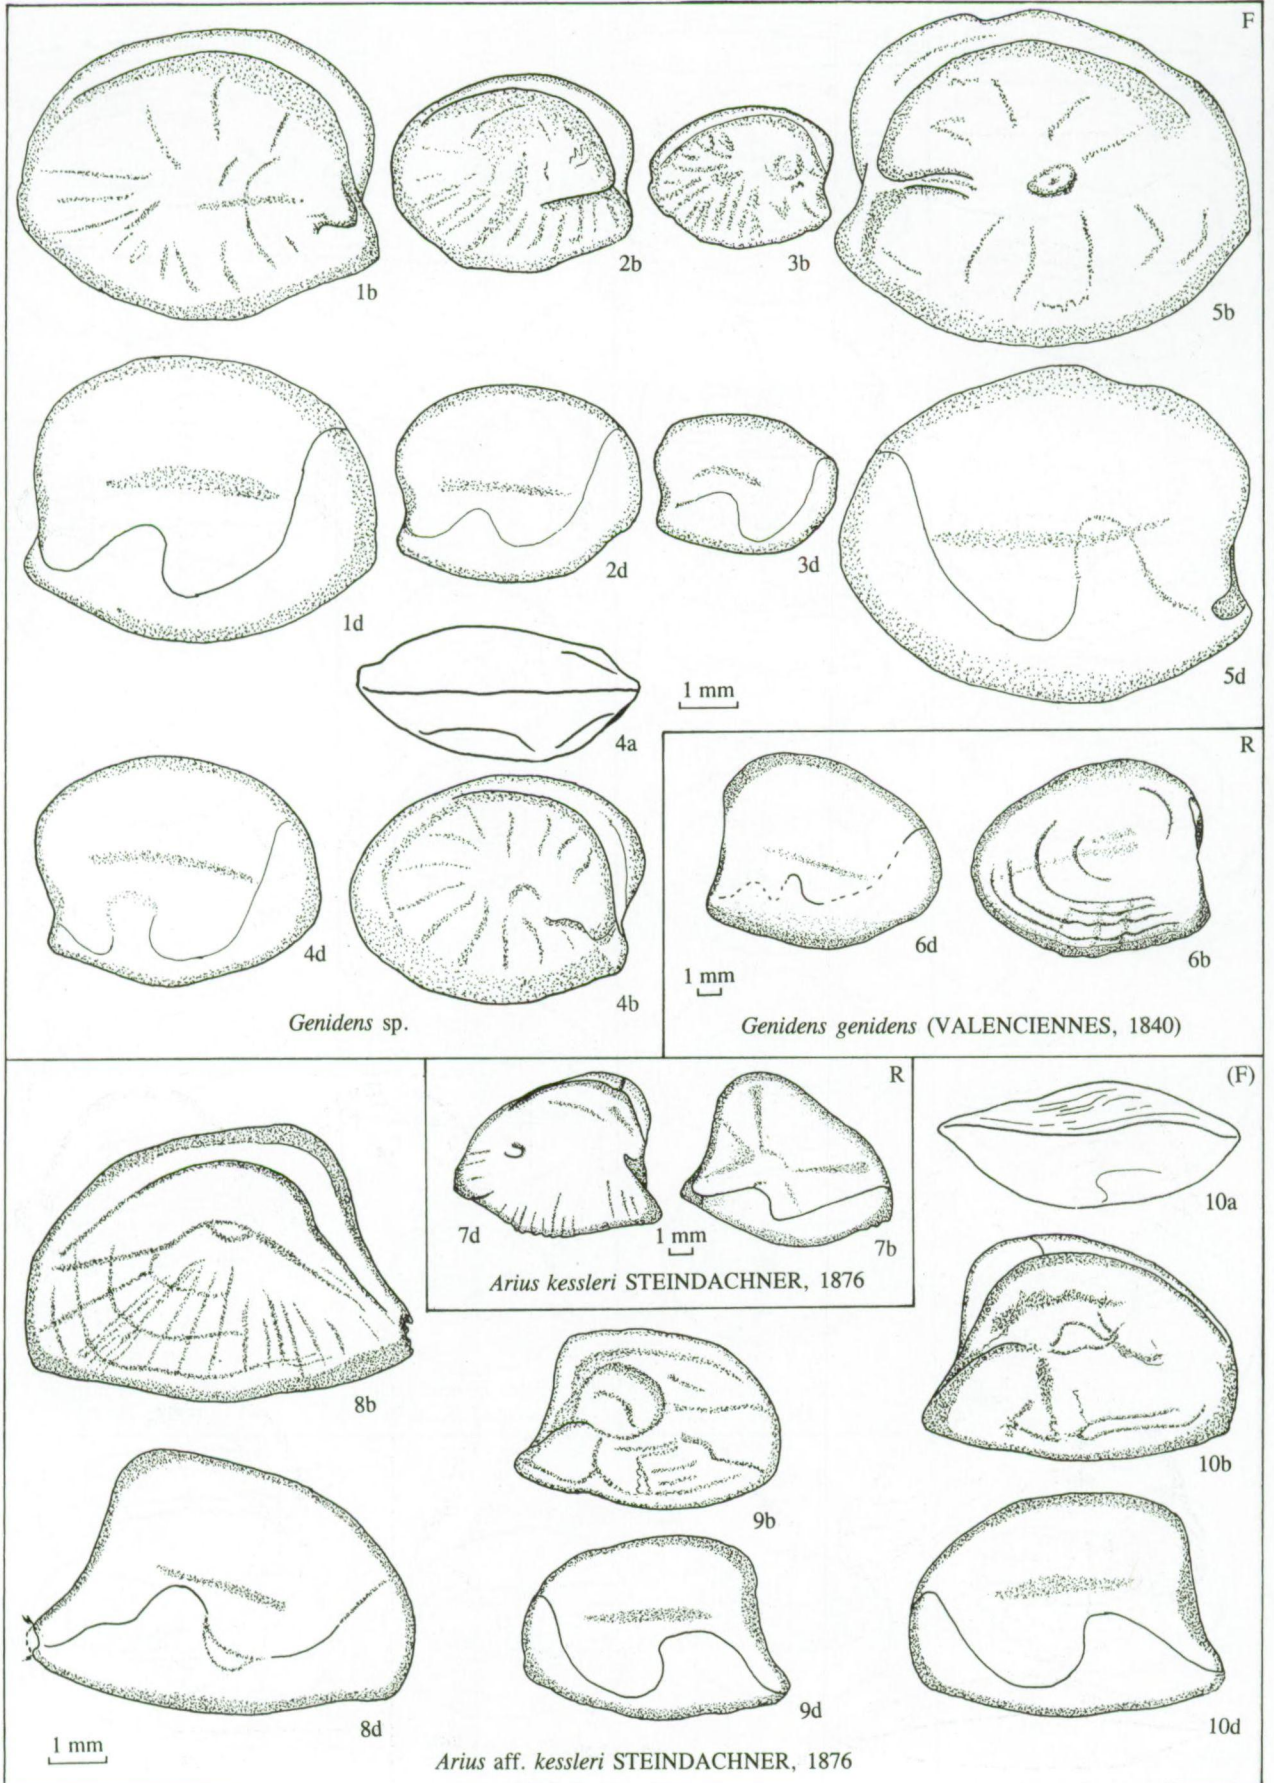 F
1b
2b
3b
5b
1d
2d
3d
5d
4a
1 mm
4d
4b
Genidens sp.
R
6d
6b
1 mm
Genidens genidens (VALENCIENNES, 1840)
R
7d
1 mm
7b
Arius kessleri STEINDACHNER, 1876
(F)
10a
8b
9b
10b
8d
9d
10d
1 mm
Arius aff. kessleri STEINDACHNER, 1876